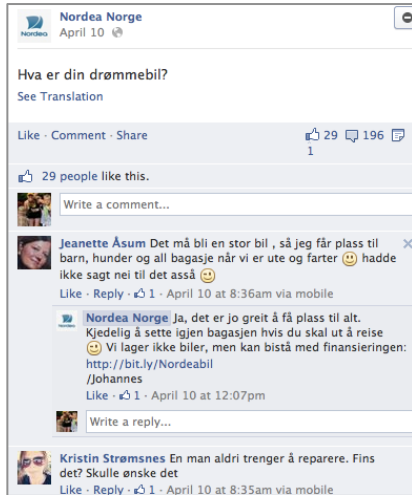 Nordea Norge
Nordea
April 10
Hva er din drømmebil?
See Translation
Like · Comment · Share
29 196
1
29 people like this.
Write a comment...
Jeanette Åsum Det må bli en stor bil , så jeg får plass til
barn, hunder og all bagasje når vi er ute og farter hadde
ikke sagt nei til det asså
Like · Reply · 1 · April 10 at 8:36am via mobile
Nordea Norge Ja, det er jo greit å få plass til alt.
Kjedelig å sette igjen bagasjen hvis du skal ut å reise
Vi lager ikke biler, men kan bistå med finansieringen:
http://bit.ly/Nordeabil
/Johannes
Like · 1 · April 10 at 12:07pm
Write a reply...
Kristin Strømsnes En man aldri trenger å reparere. Fins
det? Skulle ønske det
Like · Reply · 1 · April 10 at 8:35am via mobile